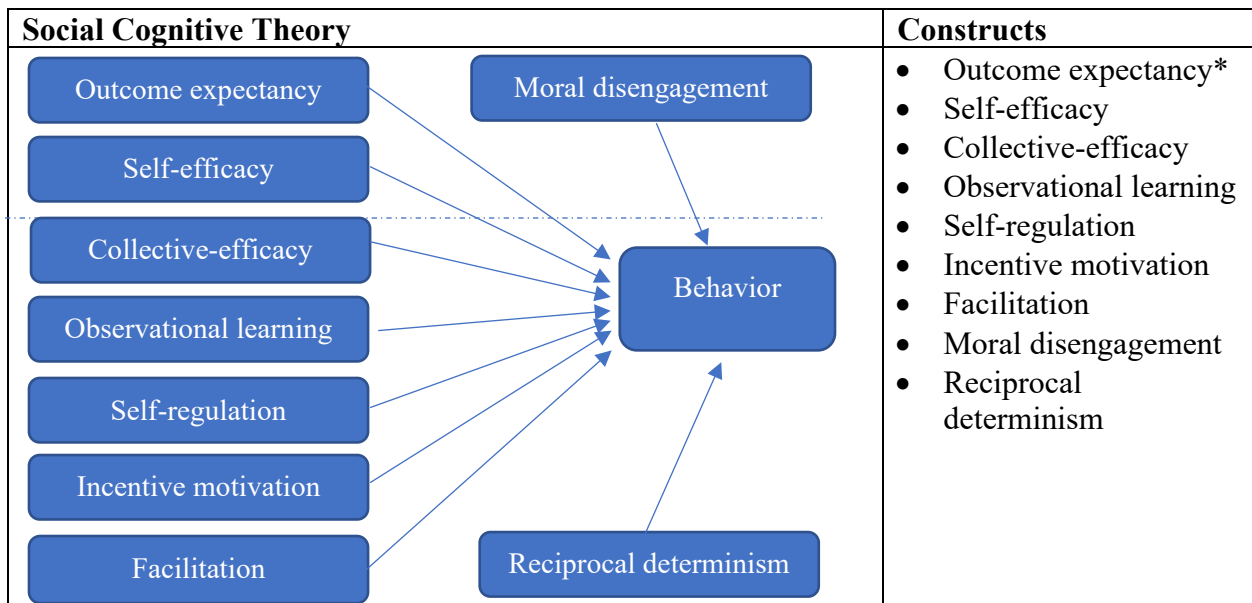 Social Cognitive Theory
Constructs
Outcome expectancy
Moral disengagement
Self-efficacy
Collective-efficacy
Behavior
Observational learning
Self-regulation
Incentive motivation
Facilitation
Reciprocal determinism
• Outcome expectancy*
• Self-efficacy
• Collective-efficacy
• Observational learning
• Self-regulation
• Incentive motivation
• Facilitation
• Moral disengagement
• Reciprocal
determinism